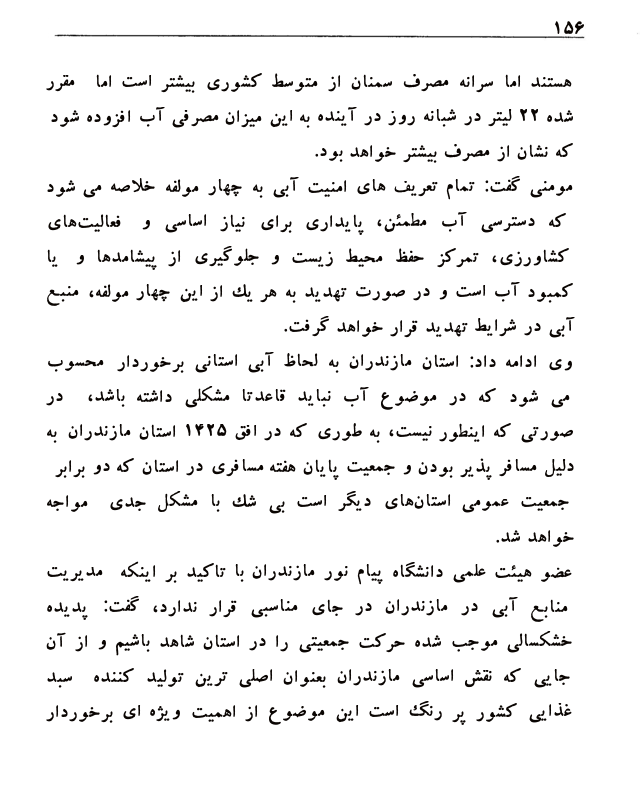 ۱۵۶
هستند اما سرانه مصرف سمنان از متوسط کشوری بیشتر است اما مقرر
شده ۲۲ لیتر در شبانه روز در آینده به این میزان مصرفی آب افزوده شود
که نشان از مصرف بیشتر خواهد بود.
مومنی گفت: تمام تعریف های امنیت آبی به چهار مولفه خلاصه می شود
که دسترسی آب مطمئن، پایداری برای نیاز اساسی و فعالیت‌های
کشاورزی، تمرکز حفظ محیط زیست و جلوگیری از پیشامدها و یا
کمبود آب است و در صورت تهدید به هر یك از این چهار مولفه، منبع
آبی در شرایط تهدید قرار خواهد گرفت.
وی ادامه داد: استان مازندران به لحاظ آبی استانی برخوردار محسوب
می شود که در موضوع آب نباید قاعدتا مشکلی داشته باشد، در
صورتی که اینطور نیست، به طوری که در افق ۱۴۲۵ استان مازندران به
دلیل مسافر پذیر بودن و جمعیت پایان هفته مسافری در استان که دو برابر
جمعیت عمومی استان‌های دیگر است بی شك با مشکل جدی مواجه
خواهد شد.
عضو هیئت علمی دانشگاه پیام نور مازندران با تاکید بر اینکه مدیریت
منابع آبی در مازندران در جای مناسبی قرار ندارد، گفت: پدیده
خشکسالی موجب شده حرکت جمعیتی را در استان شاهد باشیم و از آن
جایی که نقش اساسی مازندران بعنوان اصلی ترین تولید کننده سبد
غذایی کشور پر رنگ است این موضوع از اهمیت ویژه ای برخوردار